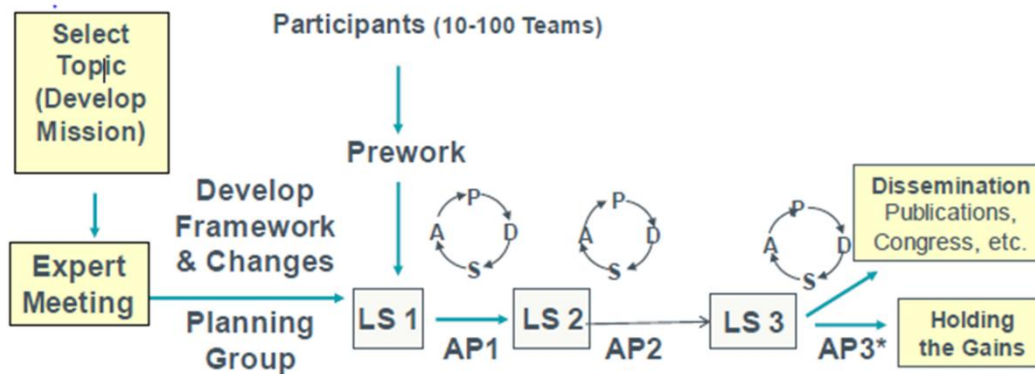 Select
Topic
(Develop
Mission)
Participants (10-100 Teams)
Prework
Develop
Framework
& Changes
Expert
Meeting
Planning
Group
P
A D
S
P
A D
S
P
A D
S
LS 1
AP1
LS 2
AP2
LS 3
AP3*
Dissemination
Publications,
Congress, etc.
Holding
the Gains